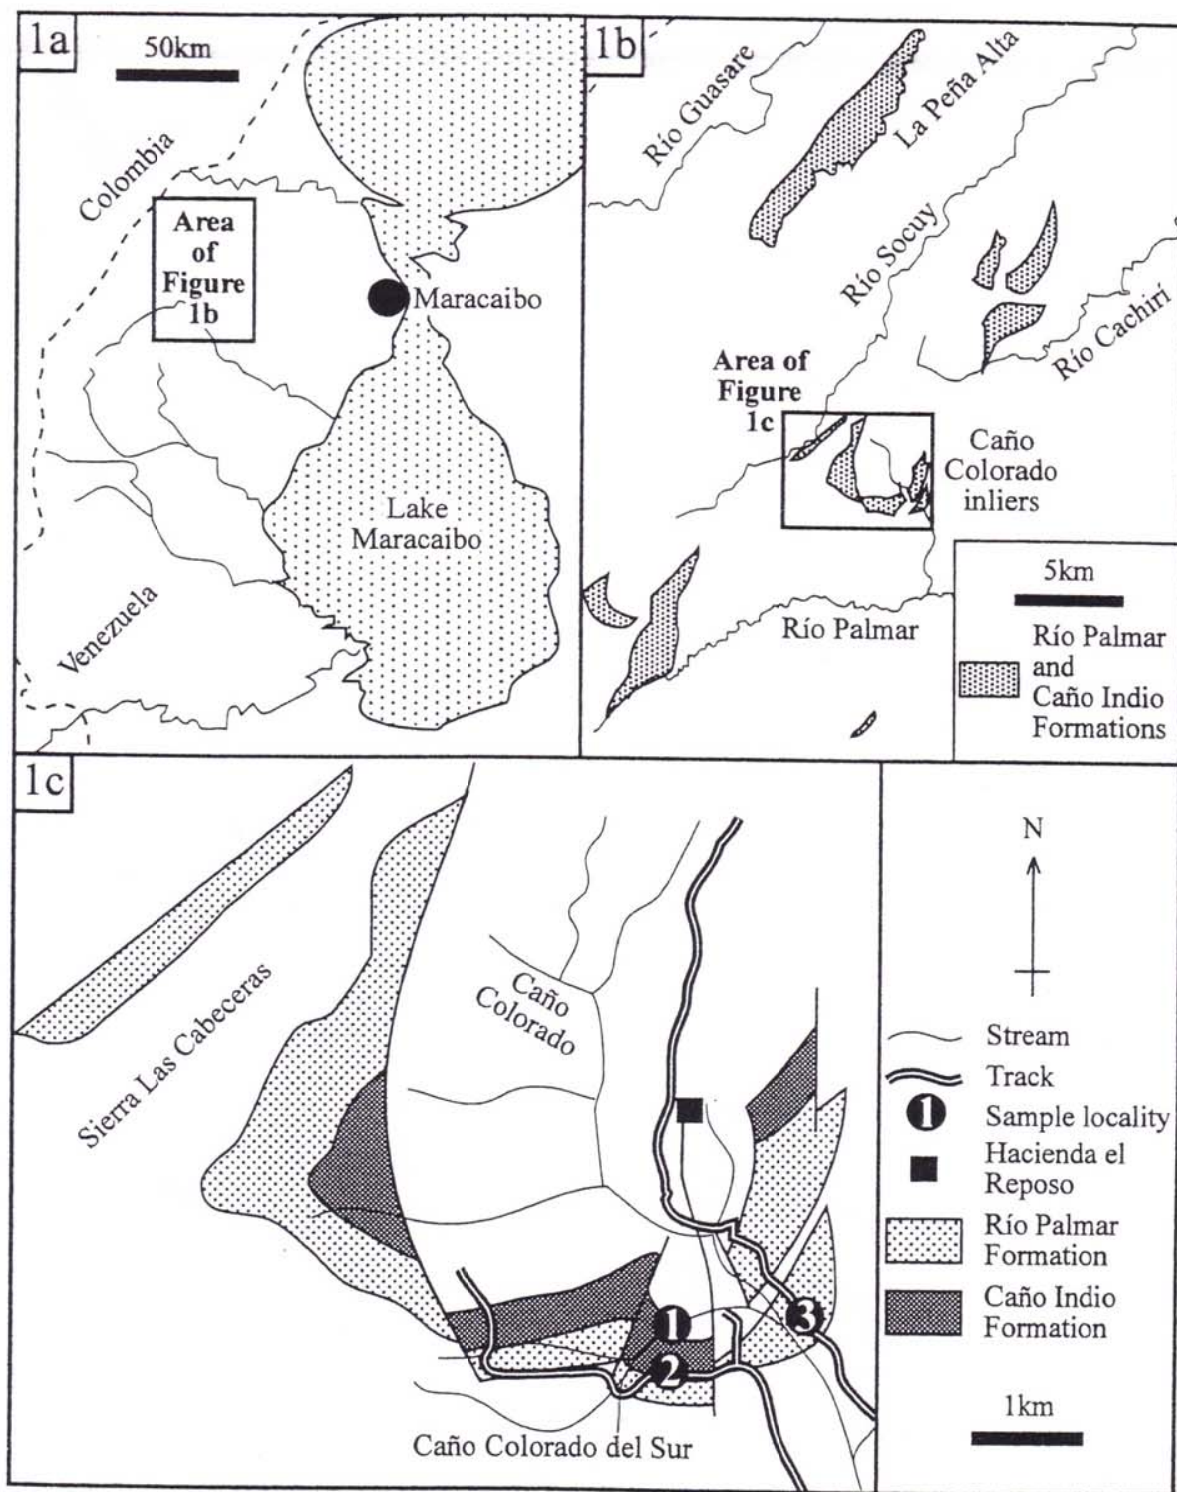 1a
50km
Colombia
Area
of
Figure
1b
Maracaibo
Lake
Maracaibo
Venezuela
1b
Río Guasare
La Peña Alta
Río Socuy
Río Cachirí
Area of
Figure
1c
Caño
Colorado
inliers
Río Palmar
5km
Río Palmar
and
Caño Indio
Formations
1c
Sierra Las Cabeceras
Caño
Colorado
1
2
3
Caño Colorado del Sur
N
Stream
Track
1
Sample locality
Hacienda el
Reposo
Río Palmar
Formation
Caño Indio
Formation
1km